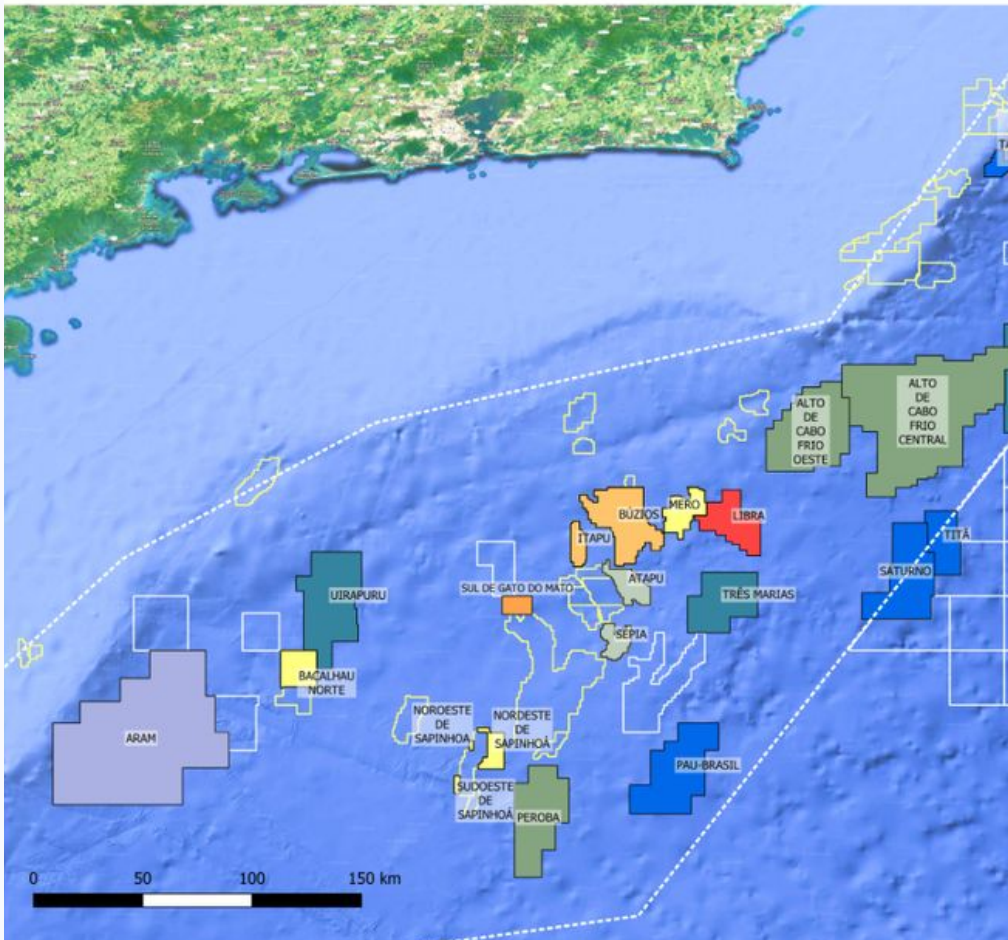 TA
ALTO
DE
CABO
FRIO
CENTRAL
ALTO
DE
CABO
FRIO
OESTE
MERO
BÚZIOS
LIBRA
ITAPU
TITÃ
SATURNO
ATAPU
SUL DE GATO DO MATO
UIRAPURU
TRÊS MARIAS
SÉPIA
BACALHAU
NORTE
NOROESTE
DE
SAPINHOÁ
NORDESTE
DE
SAPINHOÁ
ARAM
PAU-BRASIL
SUDOESTE
DE
SAPINHOÁ
PEROBA
0 50 100 150 km